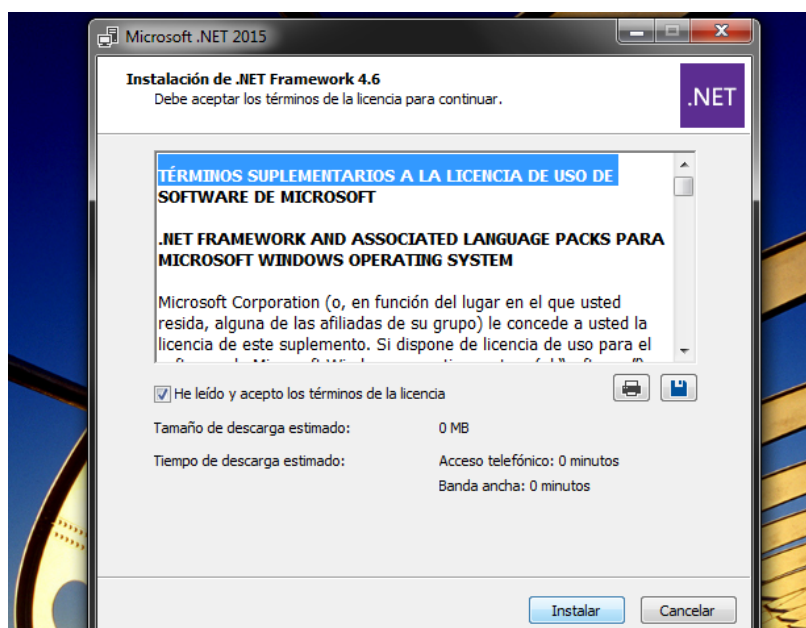 Microsoft .NET 2015
Instalación de .NET Framework 4.6
Debe aceptar los términos de la licencia para continuar.
.NET
TÉRMINOS SUPLEMENTARIOS A LA LICENCIA DE USO DE
SOFTWARE DE MICROSOFT
.NET FRAMEWORK AND ASSOCIATED LANGUAGE PACKS PARA
MICROSOFT WINDOWS OPERATING SYSTEM
Microsoft Corporation (o, en función del lugar en el que usted
resida, alguna de las afiliadas de su grupo) le concede a usted la
licencia de este suplemento. Si dispone de licencia de uso para el
He leído y acepto los términos de la licencia
Tamaño de descarga estimado: 0 MB
Tiempo de descarga estimado: Acceso telefónico: 0 minutos
Banda ancha: 0 minutos
Instalar Cancelar